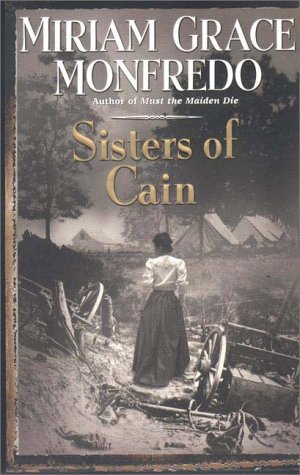 MIRIAM GRACE
MONFREDO
Author of Must the Maiden Die
Sisters of
Cain